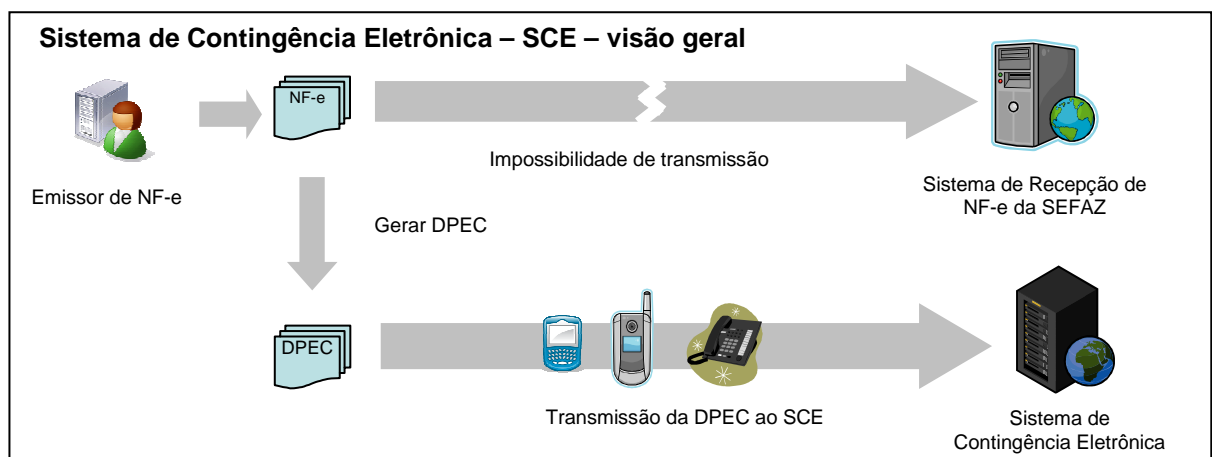 Sistema de Contingência Eletrônica – SCE – visão geral
NF-e
Impossibilidade de transmissão
Emissor de NF-e
Sistema de Recepção de
NF-e da SEFAZ
Gerar DPEC
DPEC
Transmissão da DPEC ao SCE
Sistema de
Contingência Eletrônica